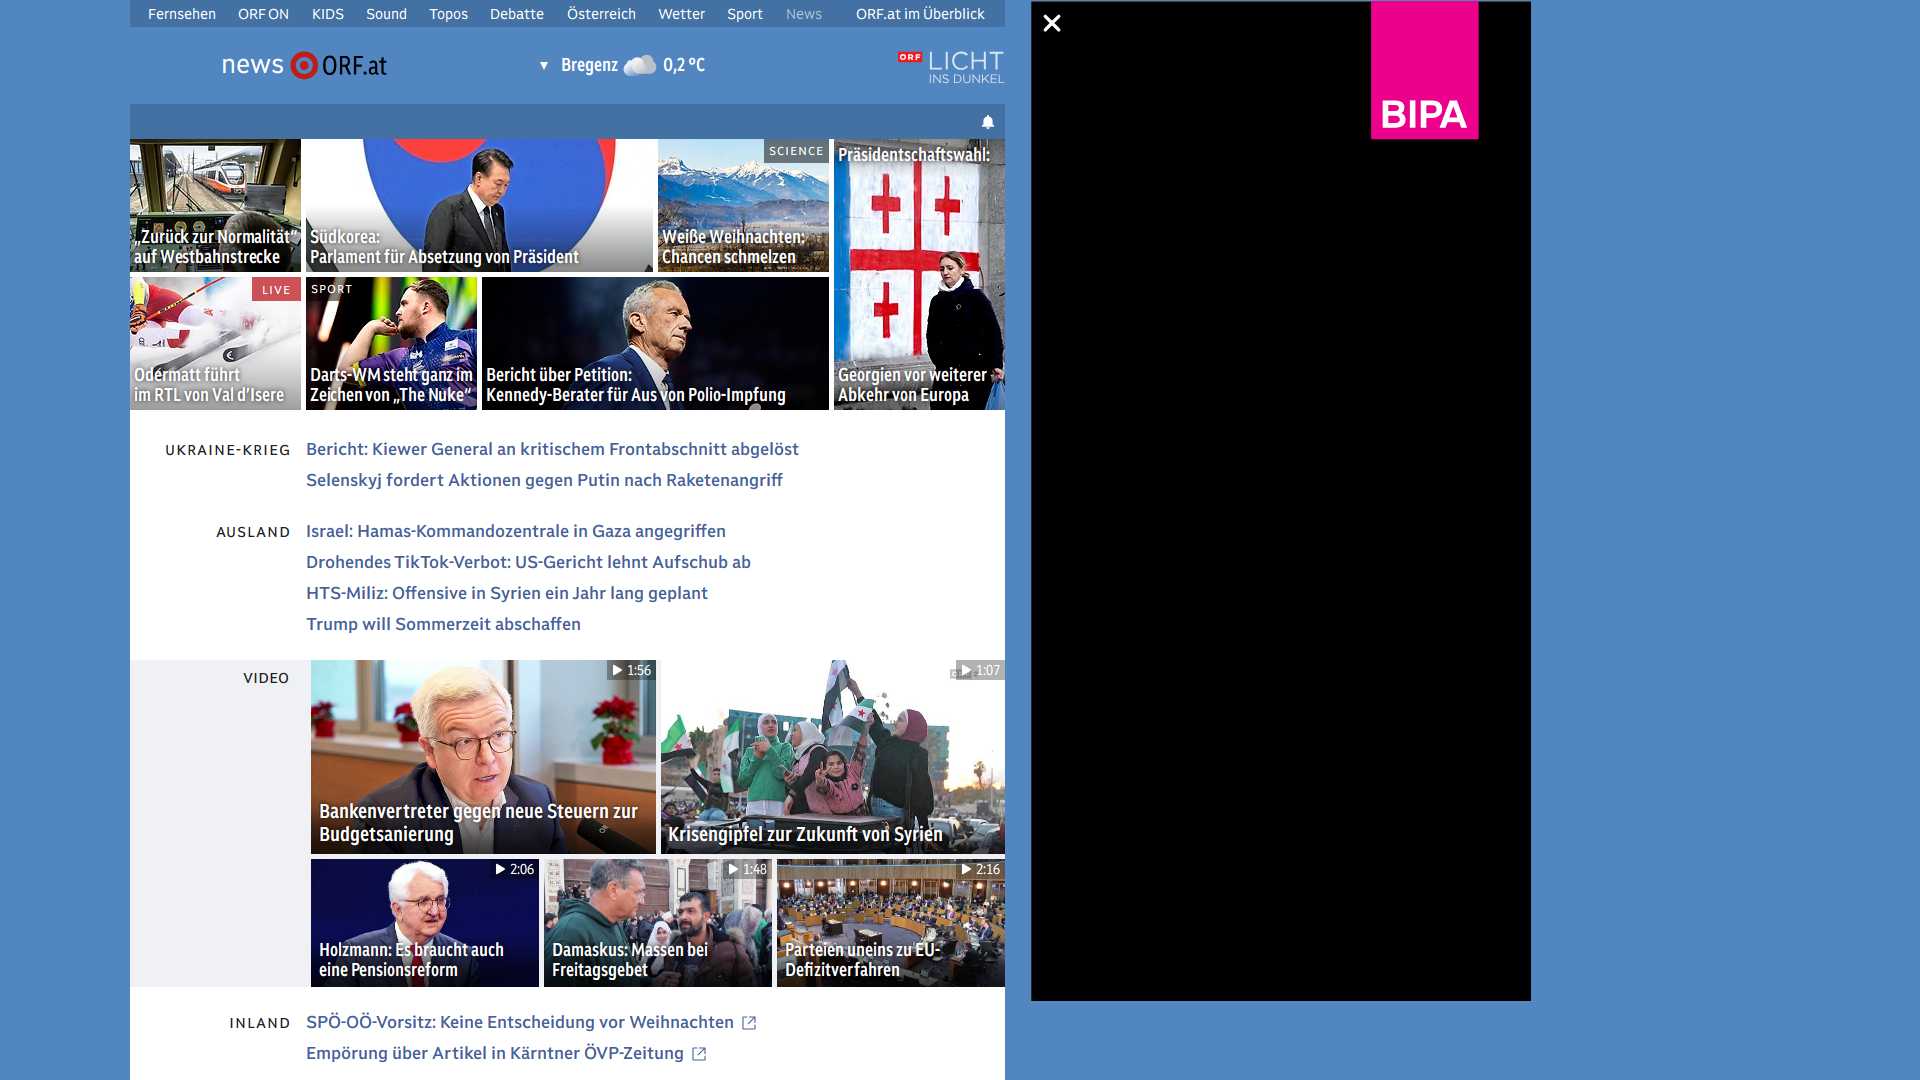 Fernsehen ORF ON KIDS Sound Topos Debatte Österreich Wetter Sport News ORF.at im Überblick
news ORF.at
▼ Bregenz 0,2 °C
ORF LICHT
INS DUNKEL
BIPA
„Zurück zur Normalität“
auf Westbahnstrecke
Südkorea:
Parlament für Absetzung von Präsident
SCIENCE
Weiße Weihnachten:
Chancen schmelzen
Präsidentschaftswahl:
Georgien vor weiterer
Abkehr von Europa
LIVE
Odermatt führt
im RTL von Val d’Isere
SPORT
Darts-WM steht ganz im
Zeichen von „The Nuke“
Bericht über Petition:
Kennedy-Berater für Aus von Polio-Impfung
UKRAINE-KRIEG
Bericht: Kiewer General an kritischem Frontabschnitt abgelöst
Selenskyj fordert Aktionen gegen Putin nach Raketenangriff
AUSLAND
Israel: Hamas-Kommandozentrale in Gaza angegriffen
Drohendes TikTok-Verbot: US-Gericht lehnt Aufschub ab
HTS-Miliz: Offensive in Syrien ein Jahr lang geplant
Trump will Sommerzeit abschaffen
VIDEO
1:56
Bankenvertreter gegen neue Steuern zur
Budgetsanierung
1:07
Krisengipfel zur Zukunft von Syrien
2:06
Holzmann: Es braucht auch
eine Pensionsreform
1:48
Damaskus: Massen bei
Freitagsgebet
2:16
Parteien uneins zu EU-
Defizitverfahren
INLAND
SPÖ-OÖ-Vorsitz: Keine Entscheidung vor Weihnachten
Empörung über Artikel in Kärntner ÖVP-Zeitung